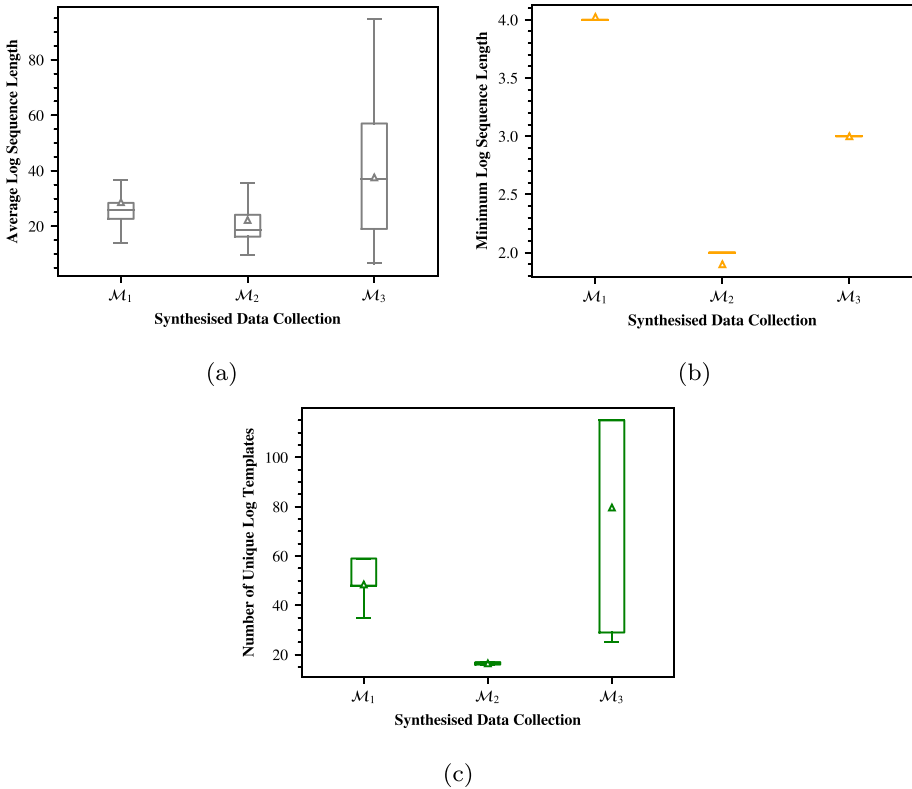 Average Log Sequence Length
80
60
40
20
ℳ₁ ℳ₂ ℳ₃
Synthesised Data Collection
(a)
Minimum Log Sequence Length
4.0
3.5
3.0
2.5
2.0
ℳ₁ ℳ₂ ℳ₃
Synthesised Data Collection
(b)
Number of Unique Log Templates
100
80
60
40
20
ℳ₁ ℳ₂ ℳ₃
Synthesised Data Collection
(c)